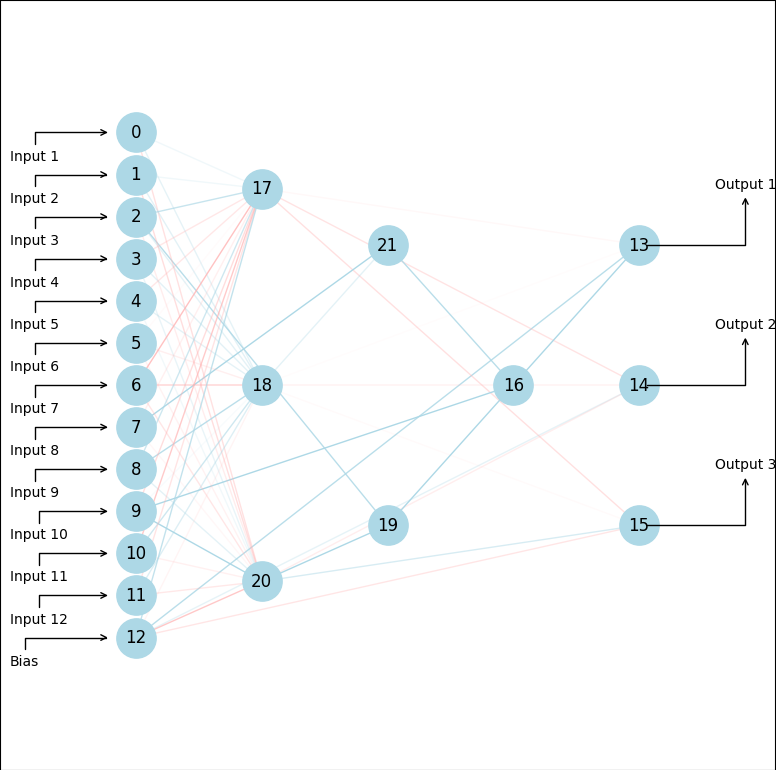 0
Input 1
1
Input 2
2
Input 3
3
Input 4
4
Input 5
5
Input 6
6
Input 7
7
Input 8
8
Input 9
9
Input 10
10
Input 11
11
Input 12
12
Bias
17
18
20
21
19
16
13
14
15
Output 1
Output 2
Output 3